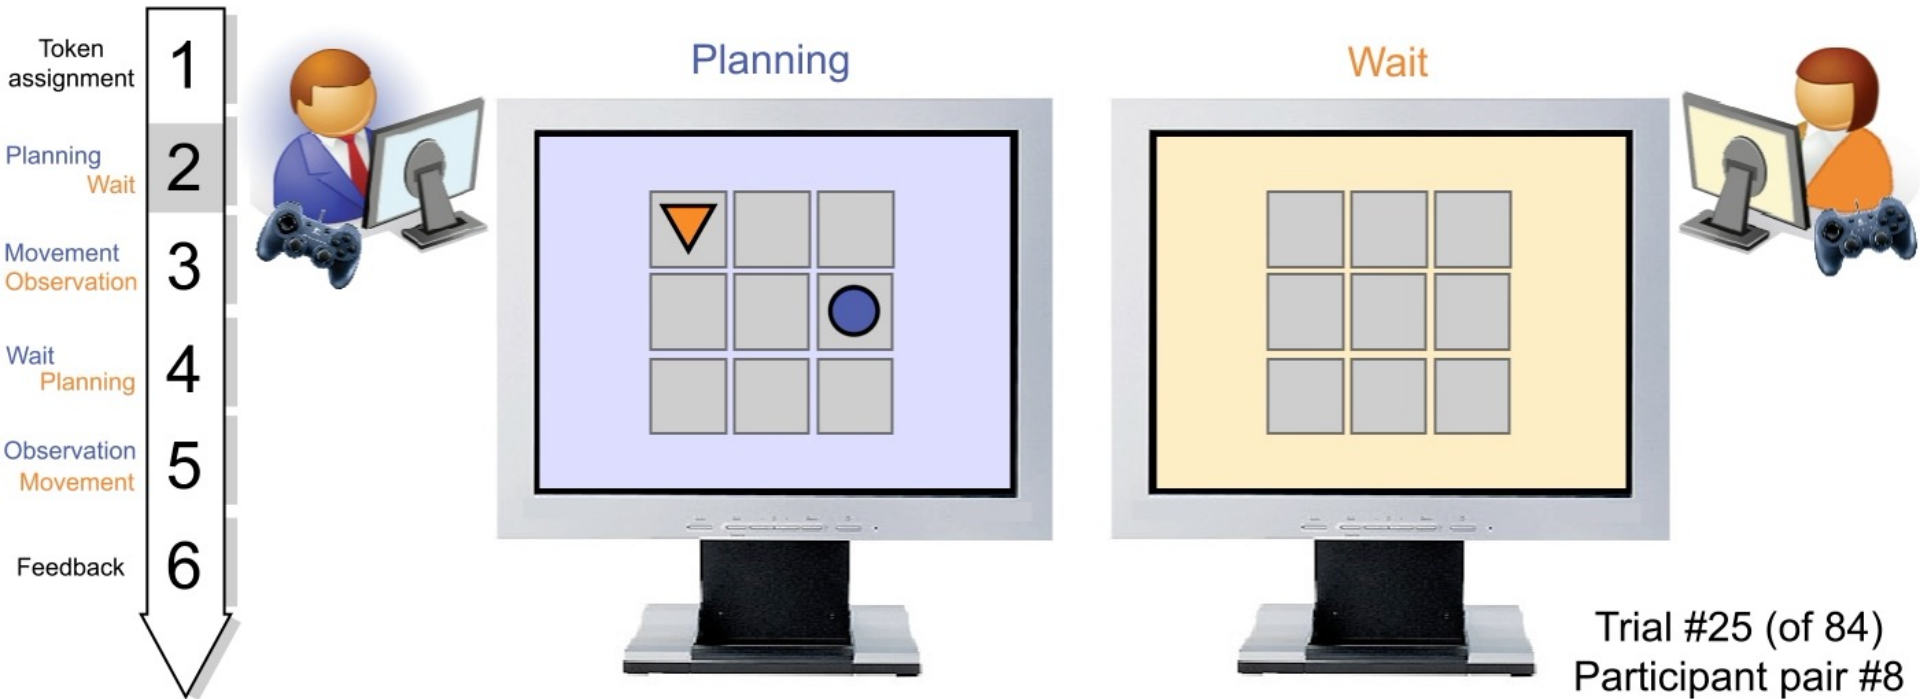 Token
assignment
1
Planning
Wait
2
Movement
Observation
3
Wait
Planning
4
Observation
Movement
5
Feedback
6
Planning
Wait
Trial #25 (of 84)
Participant pair #8